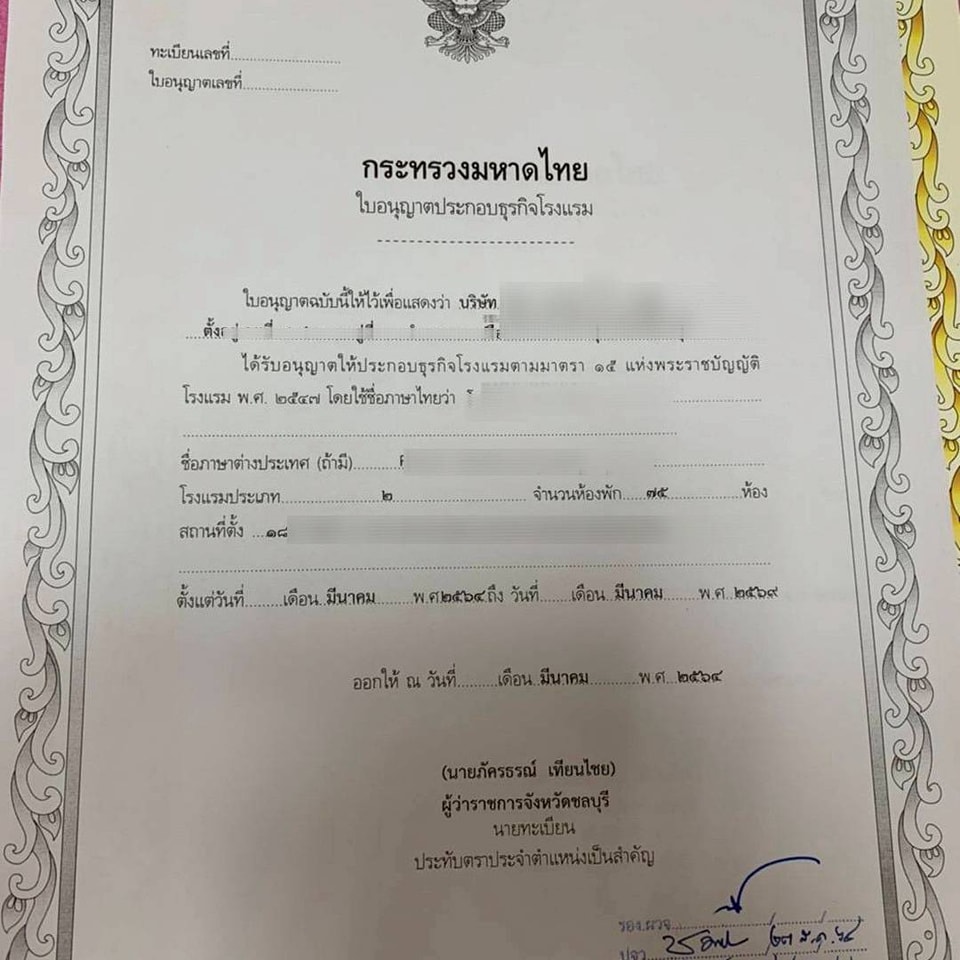 ทะเบียนเลขที่..............................
ใบอนุญาตเลขที่..........................
กระทรวงมหาดไทย
ใบอนุญาตประกอบธุรกิจโรงแรม
-------------------------
ใบอนุญาตฉบับนี้ให้ไว้เพื่อแสดงว่า บริษัท
ได้รับอนุญาตให้ประกอบธุรกิจโรงแรมตามมาตรา ๑๕ แห่งพระราชบัญญัติ
โรงแรม พ.ศ. ๒๕๔๗ โดยใช้ชื่อภาษาไทยว่า
ชื่อภาษาต่างประเทศ (ถ้ามี)..........
โรงแรมประเภท....................๒........................... จำนวนห้องพัก.....๗๕...............ห้อง
สถานที่ตั้ง ...๑๘
ตั้งแต่วันที่........เดือน มีนาคม พ.ศ๒๕๖๔ ถึง วันที่.......เดือน มีนาคม พ.ศ ๒๕๖๙
ออกให้ ณ วันที่.........เดือน มีนาคม...........พ.ศ ๒๕๖๔
(นายภัครธรณ์ เทียนไชย)
ผู้ว่าราชการจังหวัดชลบุรี
นายทะเบียน
ประทับตราประจำตำแหน่งเป็นสำคัญ
รอง.ผวจ
ปจว